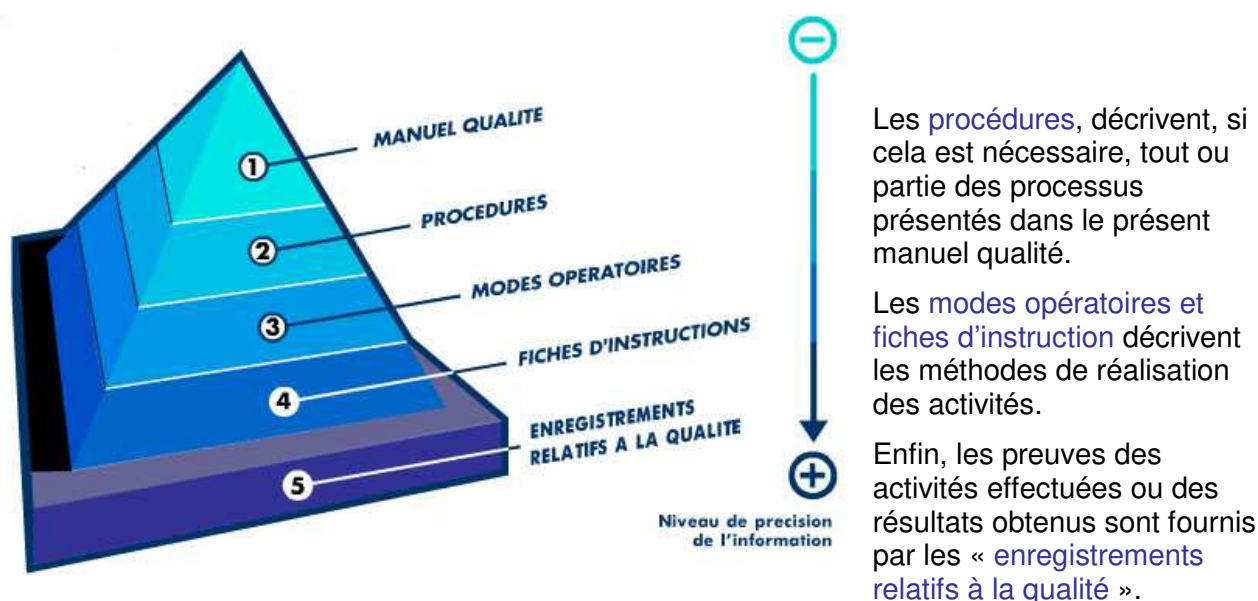 1
MANUEL QUALITE
2
PROCEDURES
3
MODES OPERATOIRES
4
FICHES D'INSTRUCTIONS
5
ENREGISTREMENTS
RELATIFS A LA QUALITE
Niveau de precision
de l'information
Les procédures, décrivent, si
cela est nécessaire, tout ou
partie des processus
présentés dans le présent
manuel qualité.
Les modes opératoires et
fiches d'instruction décrivent
les méthodes de réalisation
des activités.
Enfin, les preuves des
activités effectuées ou des
résultats obtenus sont fournis
par les « enregistrements
relatifs à la qualité ».